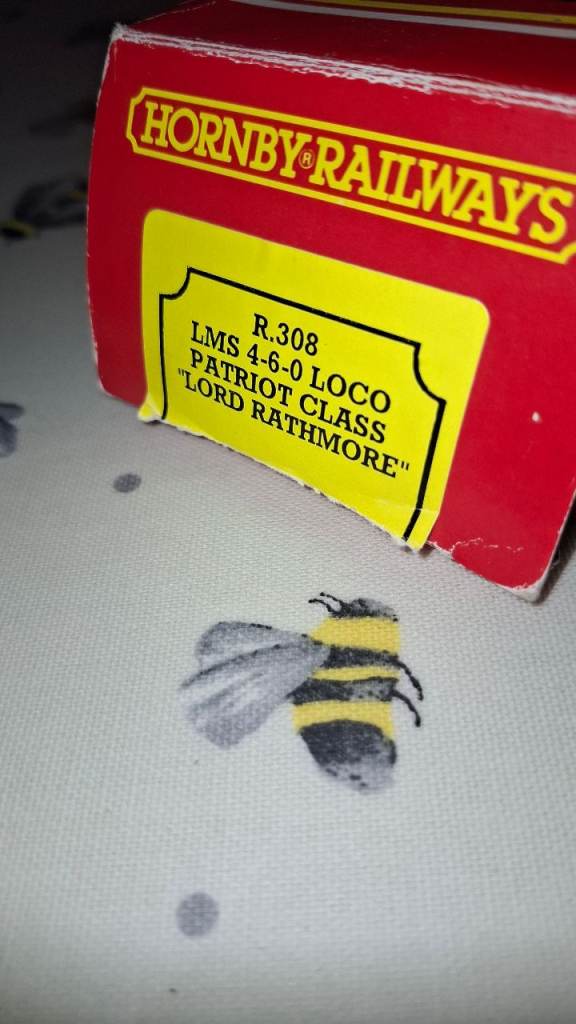 HORNBY® RAILWAYS
R.308
LMS 4-6-0 LOCO
PATRIOT CLASS
"LORD RATHMORE"